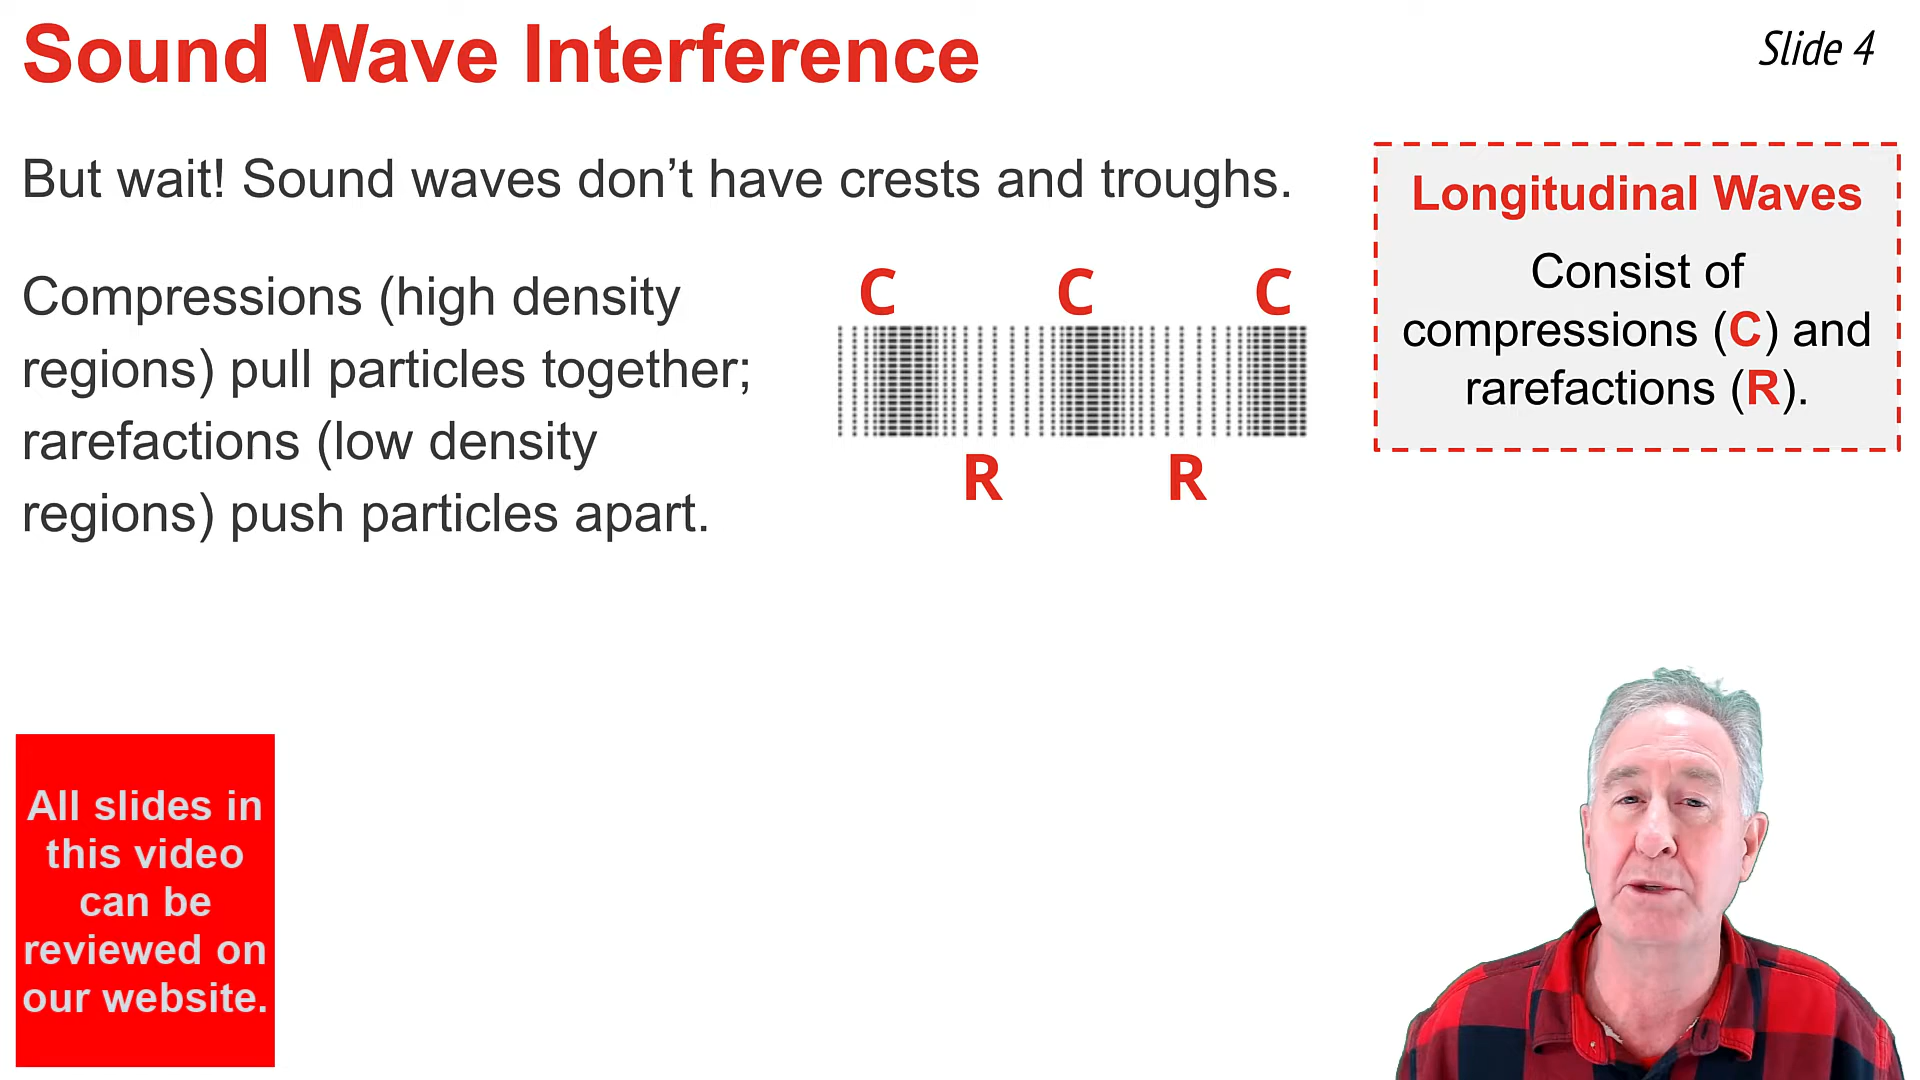 Sound Wave Interference
Slide 4
But wait! Sound waves don’t have crests and troughs.
Compressions (high density
regions) pull particles together;
rarefactions (low density
regions) push particles apart.
C C C
R R
Longitudinal Waves
Consist of
compressions (C) and
rarefactions (R).
All slides in
this video
can be
reviewed on
our website.